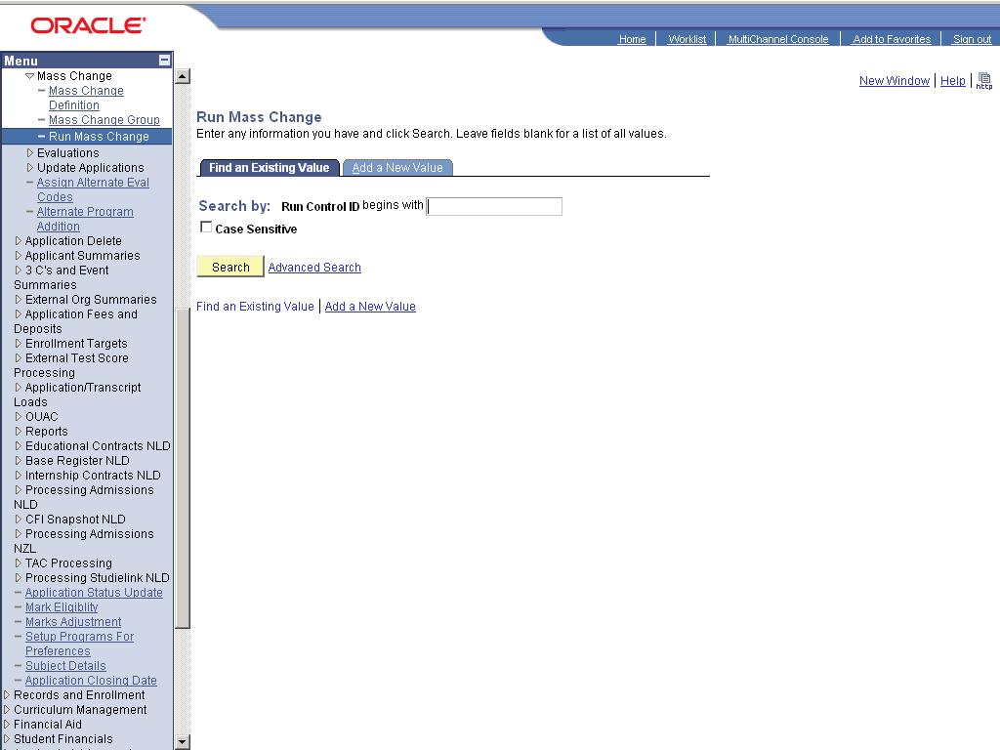 ORACLE®
Home
Worklist
MultiChannel Console
Add to Favorites
Sign out
Menu
Mass Change
Mass Change
Definition
Mass Change Group
Run Mass Change
Evaluations
Update Applications
Assign Alternate Eval
Codes
Alternate Program
Addition
Application Delete
Applicant Summaries
3 C's and Event
Summaries
External Org Summaries
Application Fees and
Deposits
Enrollment Targets
External Test Score
Processing
Application/Transcript
Loads
OUAC
Reports
Educational Contracts NLD
Base Register NLD
Internship Contracts NLD
Processing Admissions
NLD
CFI Snapshot NLD
Processing Admissions
NZL
TAC Processing
Processing Studielink NLD
Application Status Update
Mark Eligiblity
Marks Adjustment
Setup Programs For
Preferences
Subject Details
Application Closing Date
Records and Enrollment
Curriculum Management
Financial Aid
Student Financials
New Window | Help | http
Run Mass Change
Enter any information you have and click Search. Leave fields blank for a list of all values.
Find an Existing Value
Add a New Value
Search by: Run Control ID begins with
Case Sensitive
Search Advanced Search
Find an Existing Value | Add a New Value